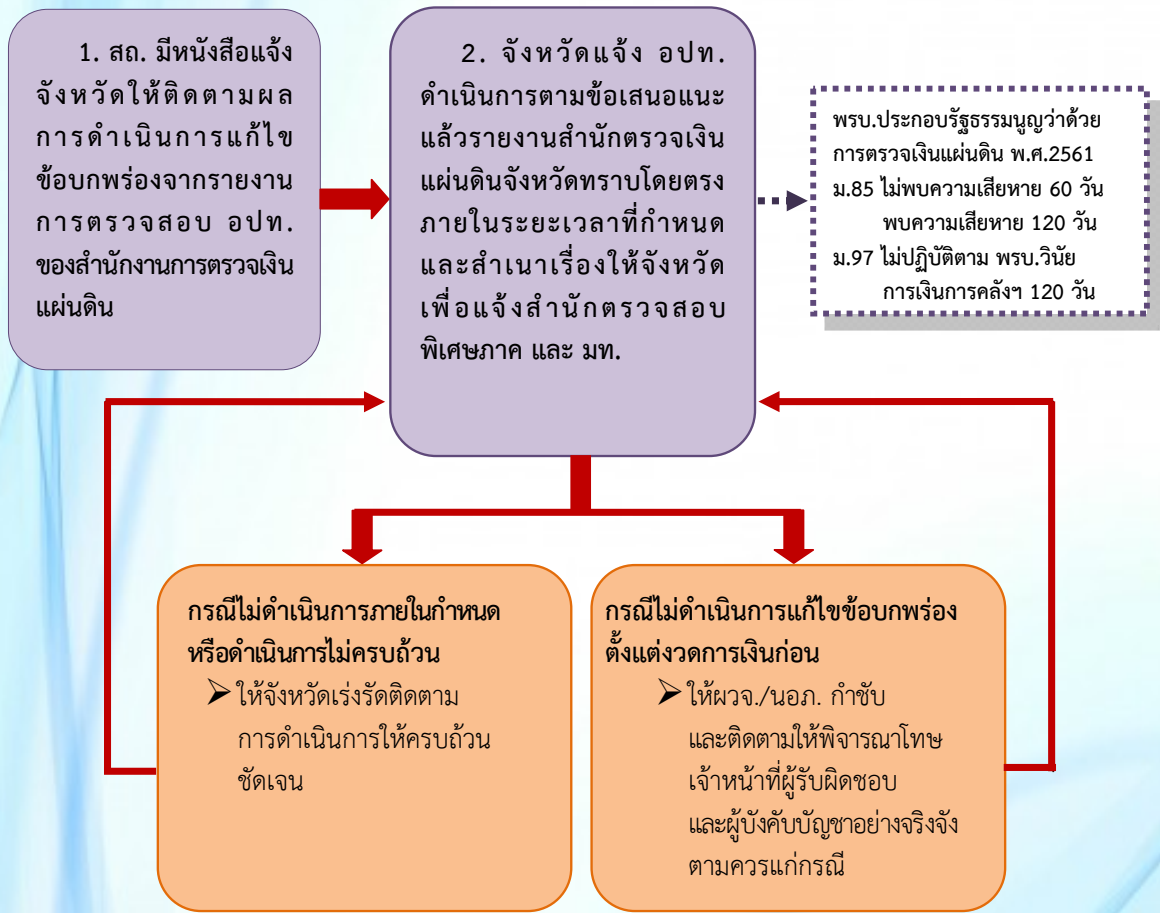 1. สถ. มีหนังสือแจ้ง
จังหวัดให้ติดตามผล
การดำเนินการแก้ไข
ข้อบกพร่องจากรายงาน
การตรวจสอบ อปท.
ของสำนักงานการตรวจเงิน
แผ่นดิน
2. จังหวัดแจ้ง อปท.
ดำเนินการตามข้อเสนอแนะ
แล้วรายงานสำนักตรวจเงิน
แผ่นดินจังหวัดทราบโดยตรง
ภายในระยะเวลาที่กำหนด
และสำเนาเรื่องให้จังหวัด
เพื่อแจ้งสำนักตรวจสอบ
พิเศษภาค และ มท.
พรบ.ประกอบรัฐธรรมนูญว่าด้วย
การตรวจเงินแผ่นดิน พ.ศ.2561
ม.85 ไม่พบความเสียหาย 60 วัน
พบความเสียหาย 120 วัน
ม.97 ไม่ปฏิบัติตาม พรบ.วินัย
การเงินการคลังฯ 120 วัน
กรณีไม่ดำเนินการภายในกำหนด
หรือดำเนินการไม่ครบถ้วน
➢ ให้จังหวัดเร่งรัดติดตาม
การดำเนินการให้ครบถ้วน
ชัดเจน
กรณีไม่ดำเนินการแก้ไขข้อบกพร่อง
ตั้งแต่งวดการเงินก่อน
➢ ให้ผวจ./นอภ. กำชับ
และติดตามให้พิจารณาโทษ
เจ้าหน้าที่ผู้รับผิดชอบ
และผู้บังคับบัญชาอย่างจริงจัง
ตามควรแก่กรณี